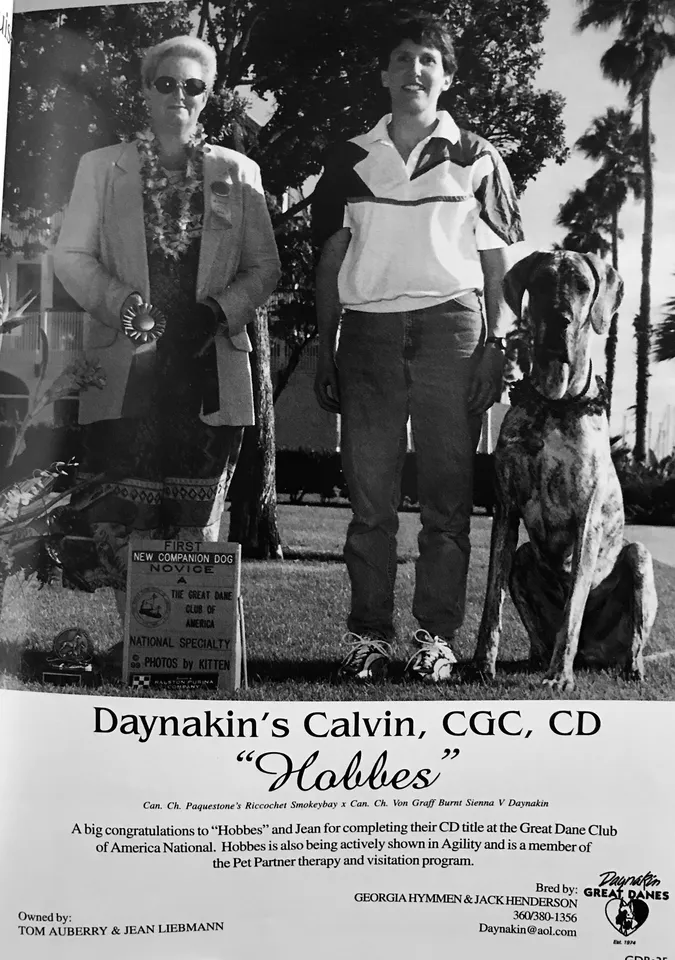 FIRST
NEW COMPANION DOG
NOVICE
A
THE GREAT DANE
CLUB OF
AMERICA
NATIONAL SPECIALTY
© 99 PHOTOS by KITTEN
RALSTON PURINA
COMPANY
Daynakin's Calvin, CGC, CD
"Hobbes"
Can. Ch. Paquestone's Riccochet Smokeybay x Can. Ch. Von Graff Burnt Sienna V Daynakin
A big congratulations to "Hobbes" and Jean for completing their CD title at the Great Dane Club
of America National. Hobbes is also being actively shown in Agility and is a member of
the Pet Partner therapy and visitation program.
Bred by:
GEORGIA HYMMEN & JACK HENDERSON
360/380-1356
Daynakin@aol.com
Daynakin
GREAT DANES
Est. 1974
Owned by:
TOM AUBERRY & JEAN LIEBMANN